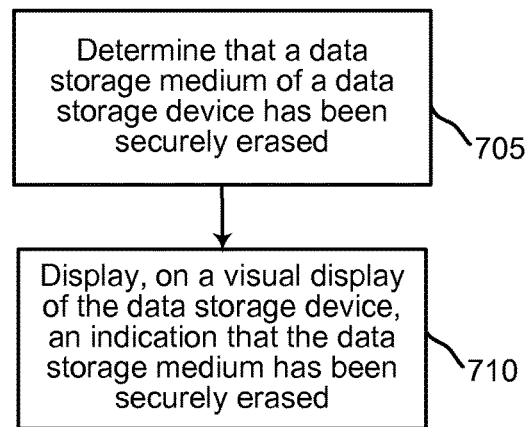 Determine that a data
storage medium of a data
storage device has been
securely erased
705
Display, on a visual display
of the data storage device,
an indication that the data
storage medium has been
securely erased
710